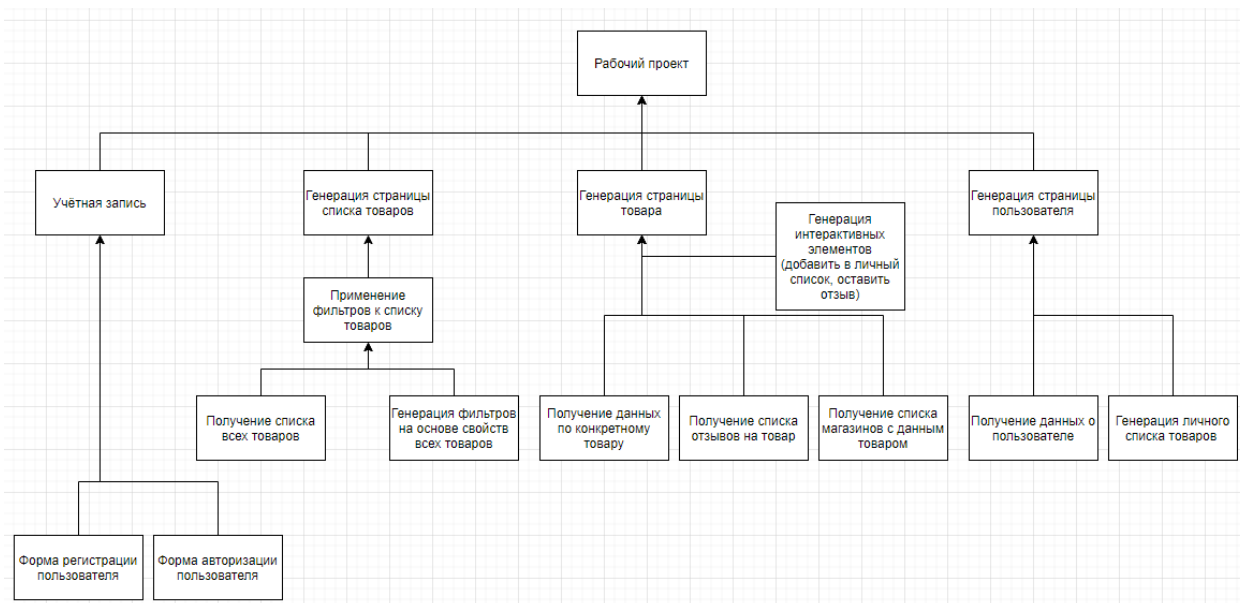 Рабочий проект
Учётная запись
Генерация страницы
списка товаров
Генерация страницы
товара
Генерация страницы
пользователя
Генерация
интерактивных
элементов
(добавить в личный
список, оставить
отзыв)
Применение
фильтров к списку
товаров
Получение списка
всех товаров
Генерация фильтров
на основе свойств
всех товаров
Получение данных
по конкретному
товару
Получение списка
отзывов на товар
Получение списка
магазинов с данным
товаром
Получение данных о
пользователе
Генерация личного
списка товаров
Форма регистрации
пользователя
Форма авторизации
пользователя